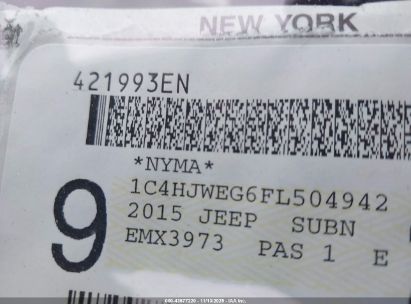 NEW YORK
421993EN
*NYMA*
9
1C4HJWEG6FL504942
2015 JEEP SUBN
EMX3973 PAS 1 E